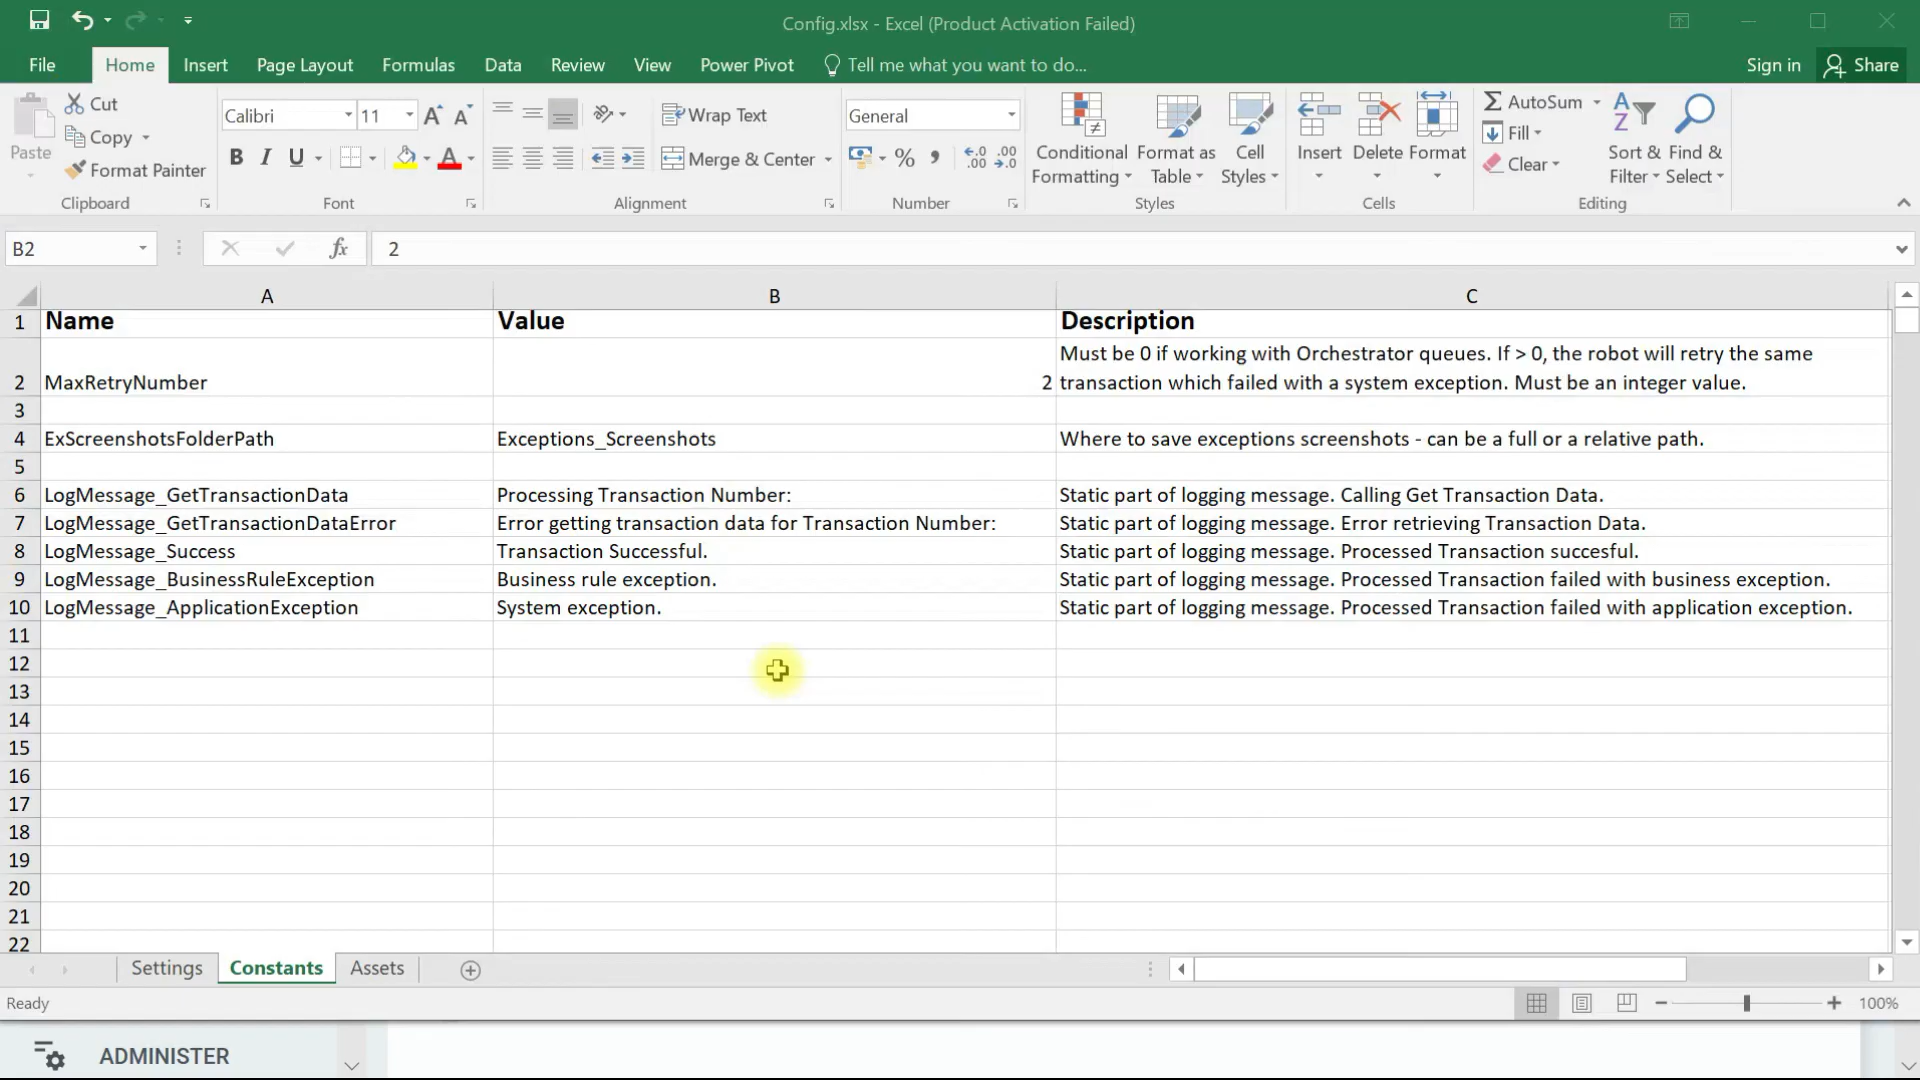 Config.xlsx - Excel (Product Activation Failed)
File Home Insert Page Layout Formulas Data Review View Power Pivot Tell me what you want to do... Sign in Share
Paste
Cut
Copy
Format Painter
Clipboard
Calibri 11
B I U A
Font
Wrap Text
Merge & Center
Alignment
General
% , .00 .0
Number
Conditional Formatting
Format as Table
Cell Styles
Styles
Insert Delete Format
Cells
AutoSum
Fill
Clear
Sort & Filter
Find & Select
Editing
B2 fx 2
A B C
1 Name Value Description
Must be 0 if working with Orchestrator queues. If > 0, the robot will retry the same
2 MaxRetryNumber 2 transaction which failed with a system exception. Must be an integer value.
3
4 ExScreenshotsFolderPath Exceptions_Screenshots Where to save exceptions screenshots - can be a full or a relative path.
5
6 LogMessage_GetTransactionData Processing Transaction Number: Static part of logging message. Calling Get Transaction Data.
7 LogMessage_GetTransactionDataError Error getting transaction data for Transaction Number: Static part of logging message. Error retrieving Transaction Data.
8 LogMessage_Success Transaction Successful. Static part of logging message. Processed Transaction succesful.
9 LogMessage_BusinessRuleException Business rule exception. Static part of logging message. Processed Transaction failed with business exception.
10 LogMessage_ApplicationException System exception. Static part of logging message. Processed Transaction failed with application exception.
11
12
13
14
15
16
17
18
19
20
21
22
Settings Constants Assets
Ready 100%
ADMINISTER